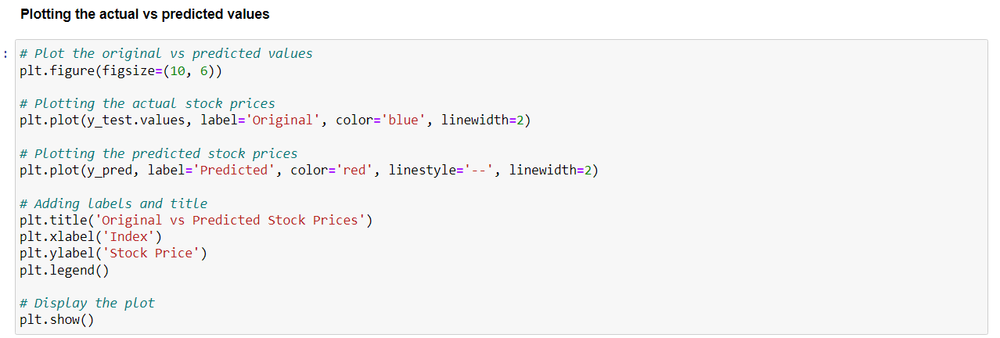 Plotting the actual vs predicted values
: # Plot the original vs predicted values
plt.figure(figsize=(10, 6))
# Plotting the actual stock prices
plt.plot(y_test.values, label='Original', color='blue', linewidth=2)
# Plotting the predicted stock prices
plt.plot(y_pred, label='Predicted', color='red', linestyle='--', linewidth=2)
# Adding labels and title
plt.title('Original vs Predicted Stock Prices')
plt.xlabel('Index')
plt.ylabel('Stock Price')
plt.legend()
# Display the plot
plt.show()